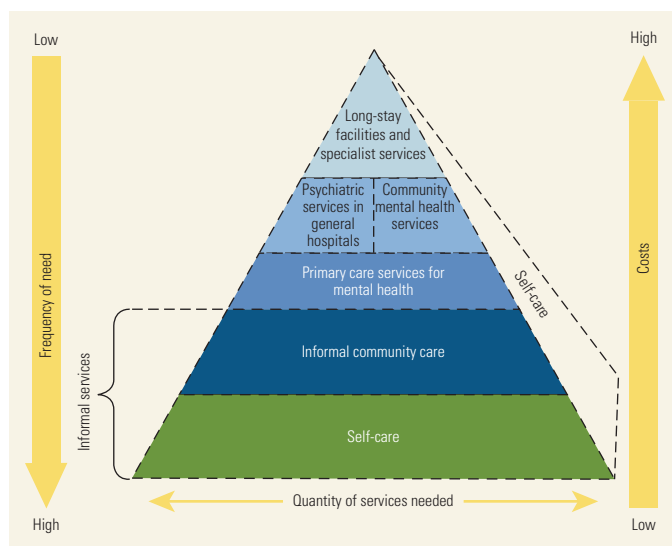 Low
High
Long-stay
facilities and
specialist services
Psychiatric
services in
general
hospitals
Community
mental health
services
Primary care services for
mental health
Self-care
Informal community care
Self-care
Frequency of need
Informal services
Costs
Quantity of services needed
High
Low